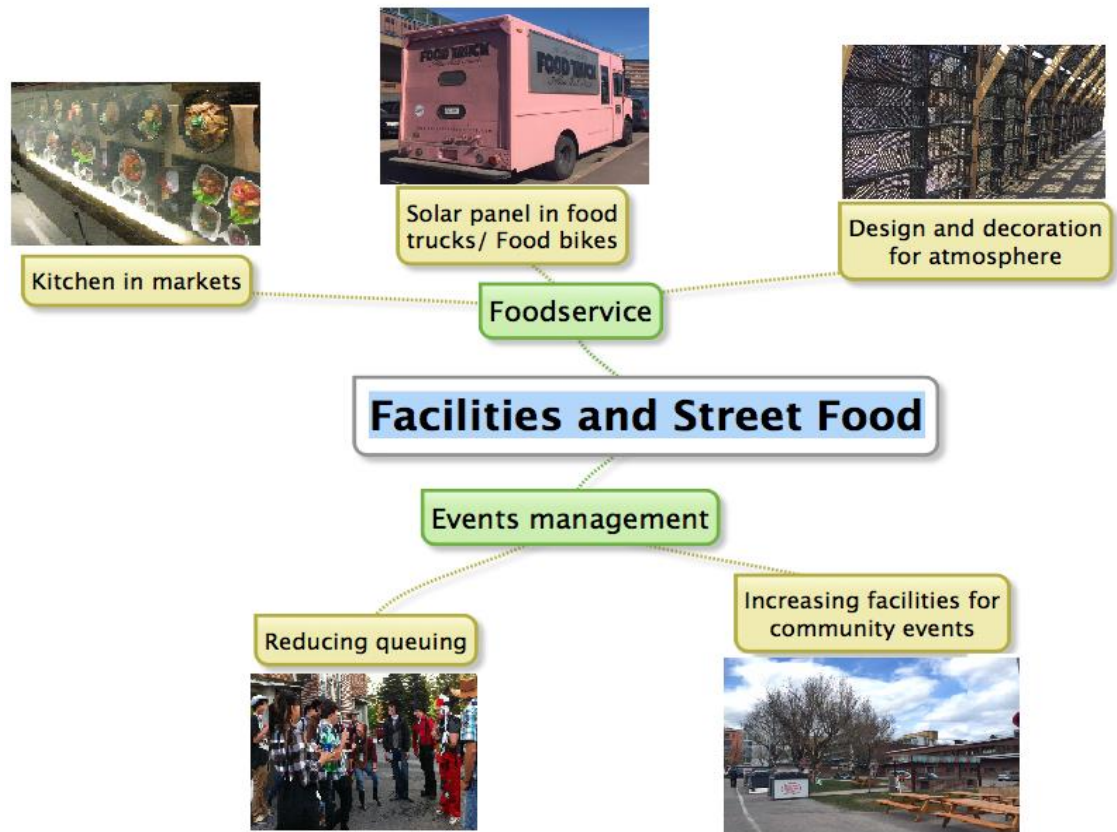 FOOD TRUCK
FOOD TRUCK
Solar panel in food
trucks/ Food bikes
Design and decoration
for atmosphere
Kitchen in markets
Foodservice
Facilities and Street Food
Events management
Increasing facilities for
community events
Reducing queuing